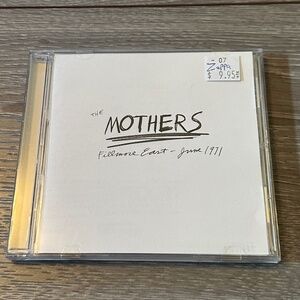 07
Zappa
$ 9.95
THE
MOTHERS
Fillmore East - June 1971